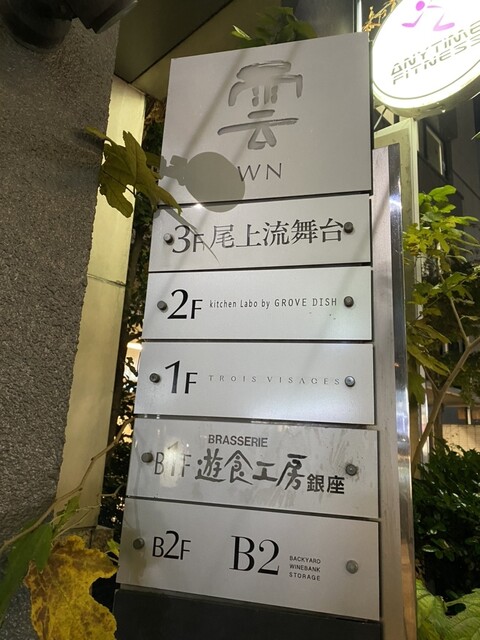 ANYTIME
FITNESS
雲
WN
3F 尾上流舞台
2F kitchen Labo by GROVE DISH
1F TROIS VISAGES
BRASSERIE
B1F 遊食工房 銀座
B2F B2 BACKYARD
WINEBANK
STORAGE